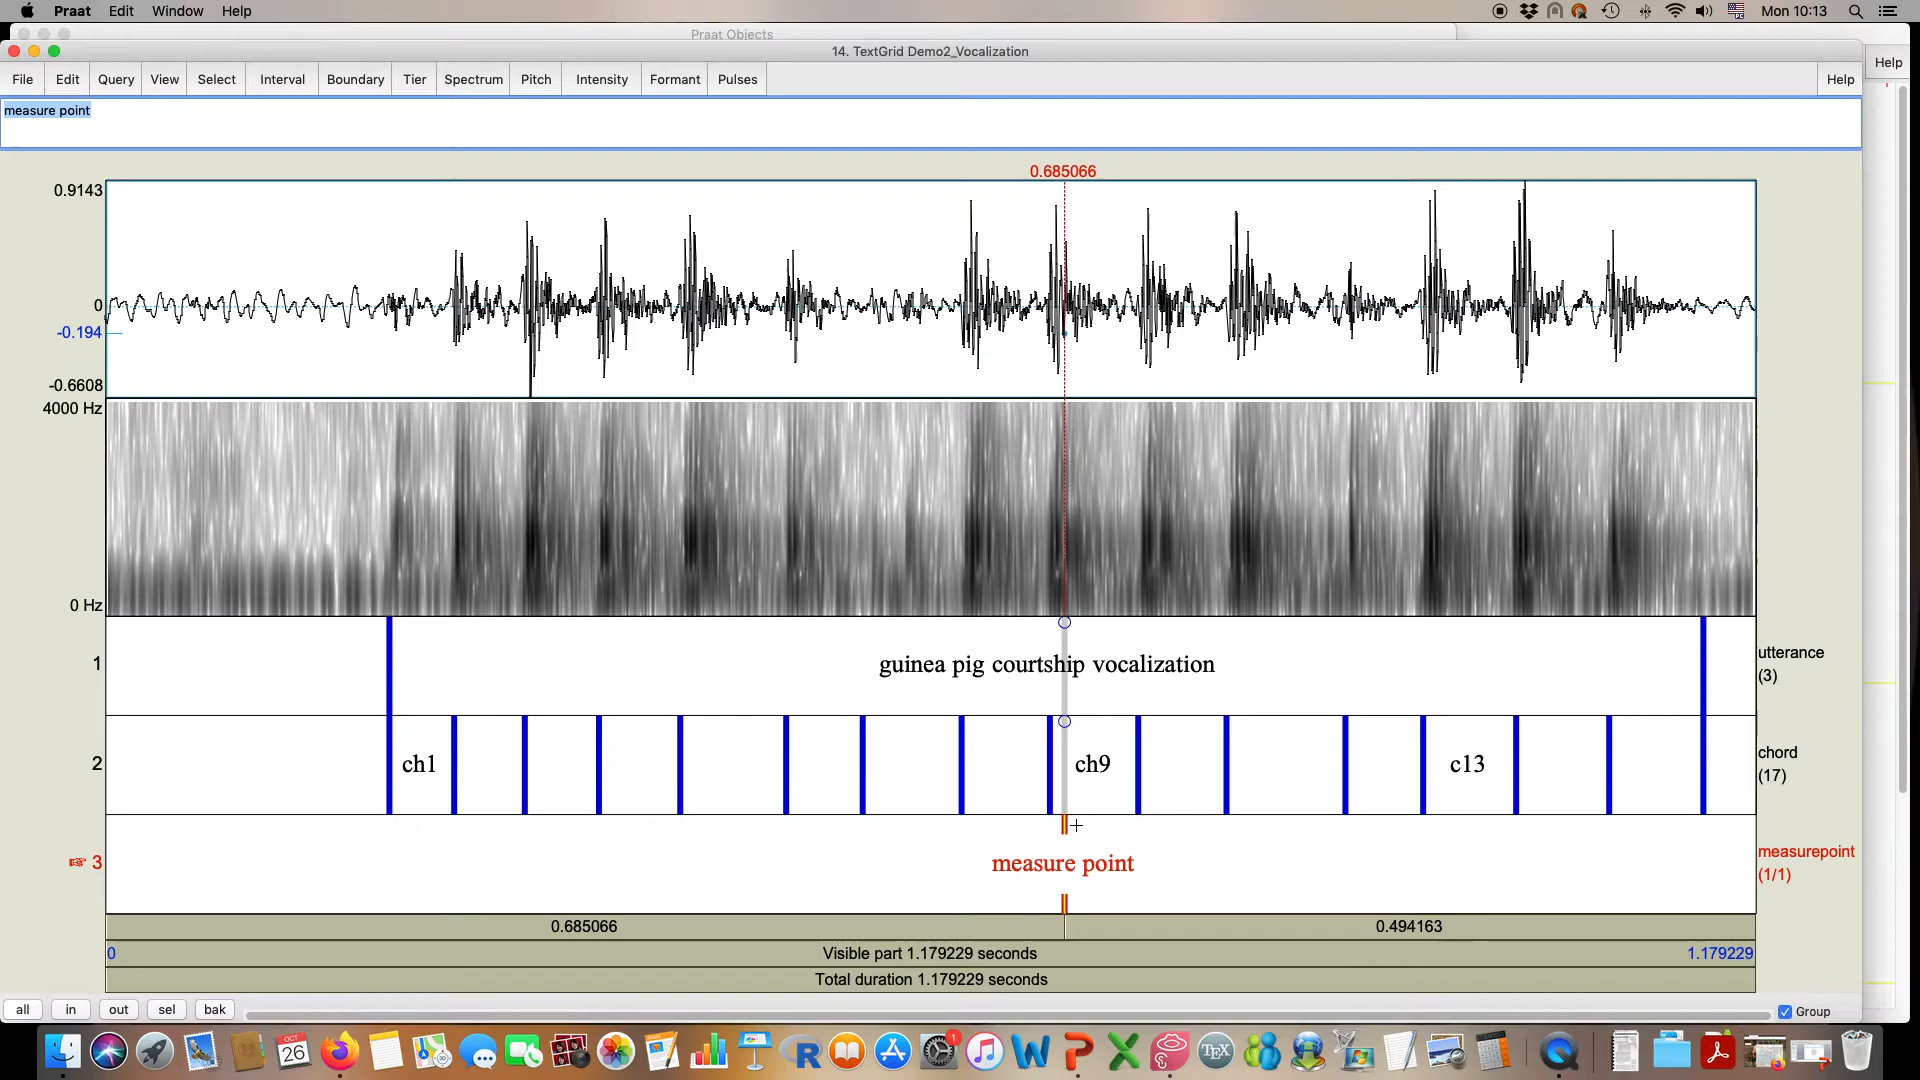 Praat Edit Window Help Mon 10:13
Praat Objects
14. TextGrid Demo2_Vocalization
File Edit Query View Select Interval Boundary Tier Spectrum Pitch Intensity Formant Pulses Help
Help
measure point
0.685066
0.9143
0
-0.194
-0.6608
4000 Hz
0 Hz
1 guinea pig courtship vocalization utterance
(3)
2 ch1 ch9 c13 chord
(17)
3 measure point measurepoint
(1/1)
0.685066 0.494163
0 Visible part 1.179229 seconds 1.179229
Total duration 1.179229 seconds
all in out sel bak Group
OCT
26
1
TEX